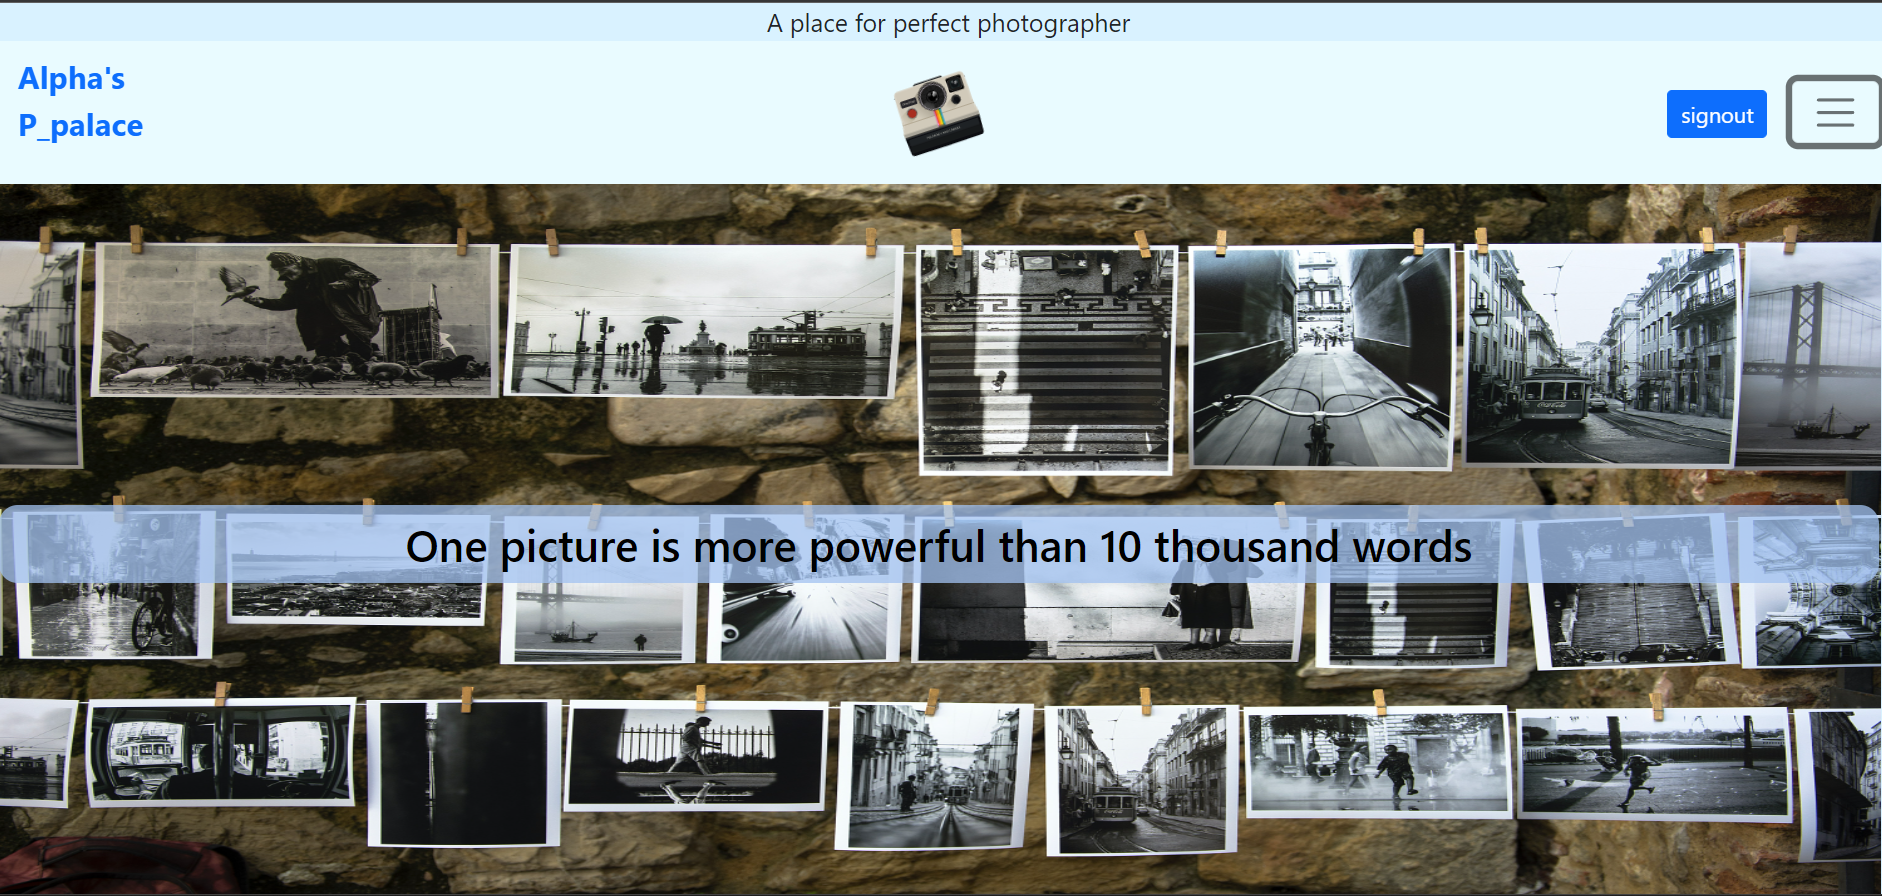 A place for perfect photographer
Alpha's
P_palace
signout
One picture is more powerful than 10 thousand words